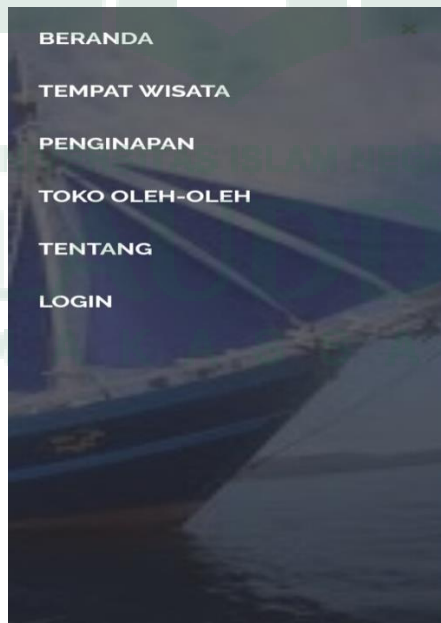 BERANDA
TEMPAT WISATA
PENGINAPAN
TOKO OLEH-OLEH
TENTANG
LOGIN